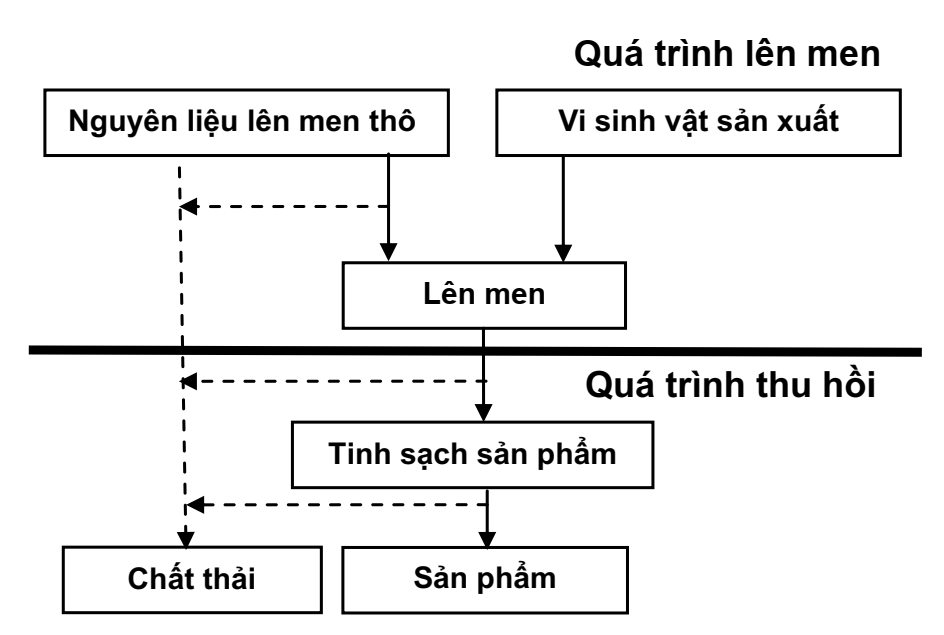 Quá trình lên men
Nguyên liệu lên men thô
Vi sinh vật sản xuất
Lên men
Quá trình thu hồi
Tinh sạch sản phẩm
Chất thải
Sản phẩm